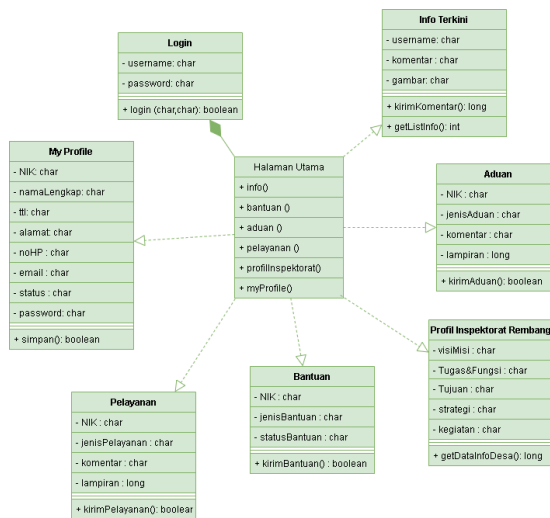 Login
- username: char
- password: char
+ login (char,char): boolean
Info Terkini
- username: char
- komentar : char
- gambar: char
+ kirimKomentar(): long
+ getListInfo(): int
My Profile
- NIK: char
- namaLengkap: char
- ttl: char
- alamat: char
- noHP : char
- email : char
- status : char
- password: char
+ simpan(): boolean
Halaman Utama
+ info()
+ bantuan ()
+ aduan ()
+ pelayanan ()
+ profilInspektorat()
+ myProfile()
Aduan
- NIK : char
- jenisAduan : char
- komentar : char
- lampiran : long
+ kirimAduan(): boolean
Profil Inspektorat Rembang
- visiMisi : char
- Tugas&Fungsi : char
- Tujuan : char
- strategi : char
- kegiatan : char
+ getDataInfoDesa(): long
Pelayanan
- NIK : char
- jenisPelayanan : char
- komentar : char
- lampiran : long
+ kirimPelayanan(): boolear
Bantuan
- NIK : char
- jenisBantuan : char
- statusBantuan : char
+ kirimBantuan() : boolean